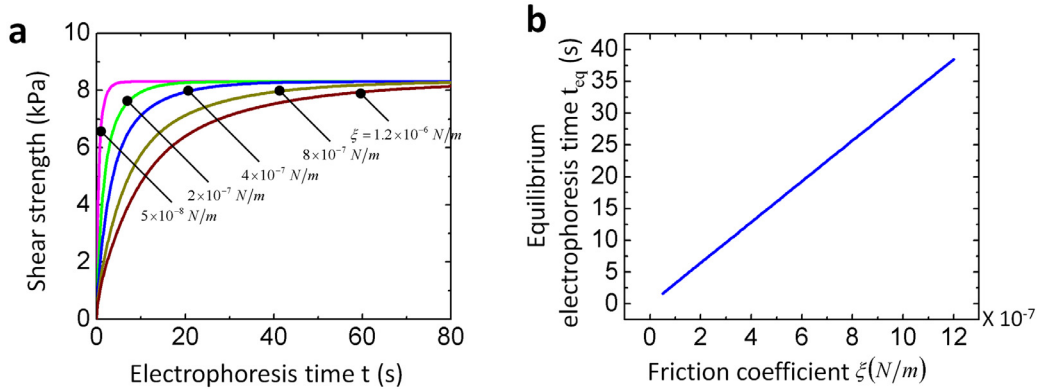 a
Shear strength (kPa)
10
8
6
4
2
0
0 20 40 60 80
Electrophoresis time t (s)
ξ = 1.2×10⁻⁶ N/m
8×10⁻⁷ N/m
4×10⁻⁷ N/m
2×10⁻⁷ N/m
5×10⁻⁸ N/m
b
Equilibrium
electrophoresis time t_eq (s)
40
35
30
25
20
15
10
5
0
0 2 4 6 8 10 12
X 10⁻⁷
Friction coefficient ξ(N/m)